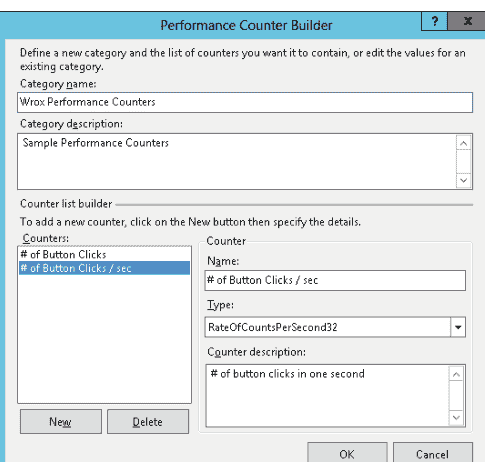 Performance Counter Builder
? x
Define a new category and the list of counters you want it to contain, or edit the values for an
existing category.
Category name:
Wrox Performance Counters
Category description:
Sample Performance Counters
Counter list builder
To add a new counter, click on the New button then specify the details.
Counters:
# of Button Clicks
# of Button Clicks / sec
New
Delete
Counter
Name:
# of Button Clicks / sec
Type:
RateOfCountsPerSecond32
Counter description:
# of button clicks in one second
OK
Cancel